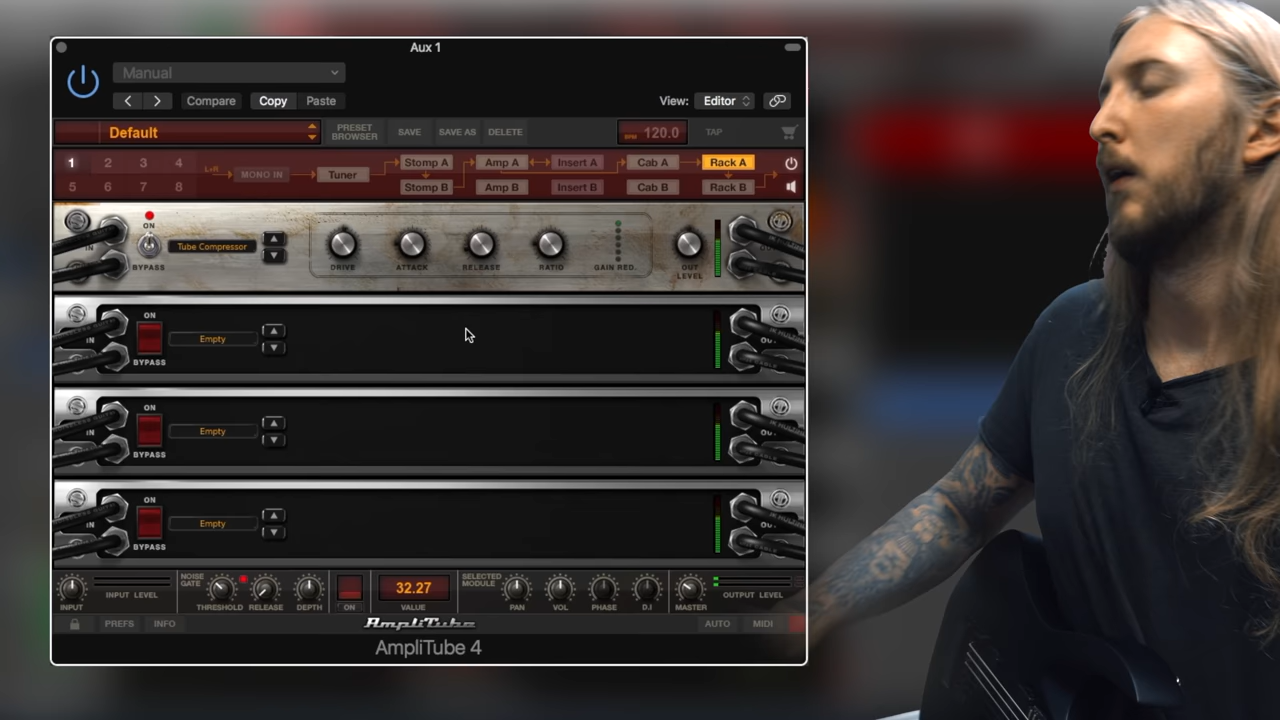 Aux 1
Manual
Compare Copy Paste View: Editor
Default PRESET BROWSER SAVE SAVE AS DELETE BPM 120.0 TAP
1 2 3 4 L+R MONO IN Tuner Stomp A Amp A Insert A Cab A Rack A
5 6 7 8 Stomp B Amp B Insert B Cab B Rack B
ON
IN Tube Compressor
BYPASS DRIVE ATTACK RELEASE RATIO GAIN RED. OUT LEVEL
ON
IN Empty
BYPASS
ON
Empty
BYPASS
ON
IN Empty
BYPASS
INPUT INPUT LEVEL NOISE GATE THRESHOLD RELEASE DEPTH ON 32.27 VALUE SELECTED MODULE PAN VOL PHASE D.I MASTER OUTPUT LEVEL
PREFS INFO AmpliTube AUTO MIDI
AmpliTube 4